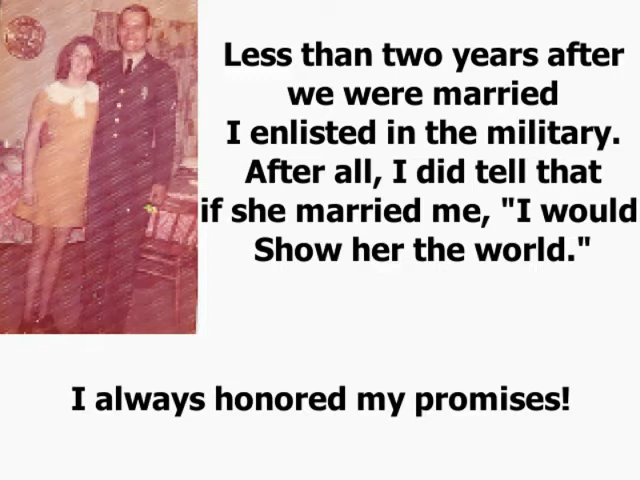 Less than two years after
we were married
I enlisted in the military.
After all, I did tell that
if she married me, "I would
Show her the world."
I always honored my promises!